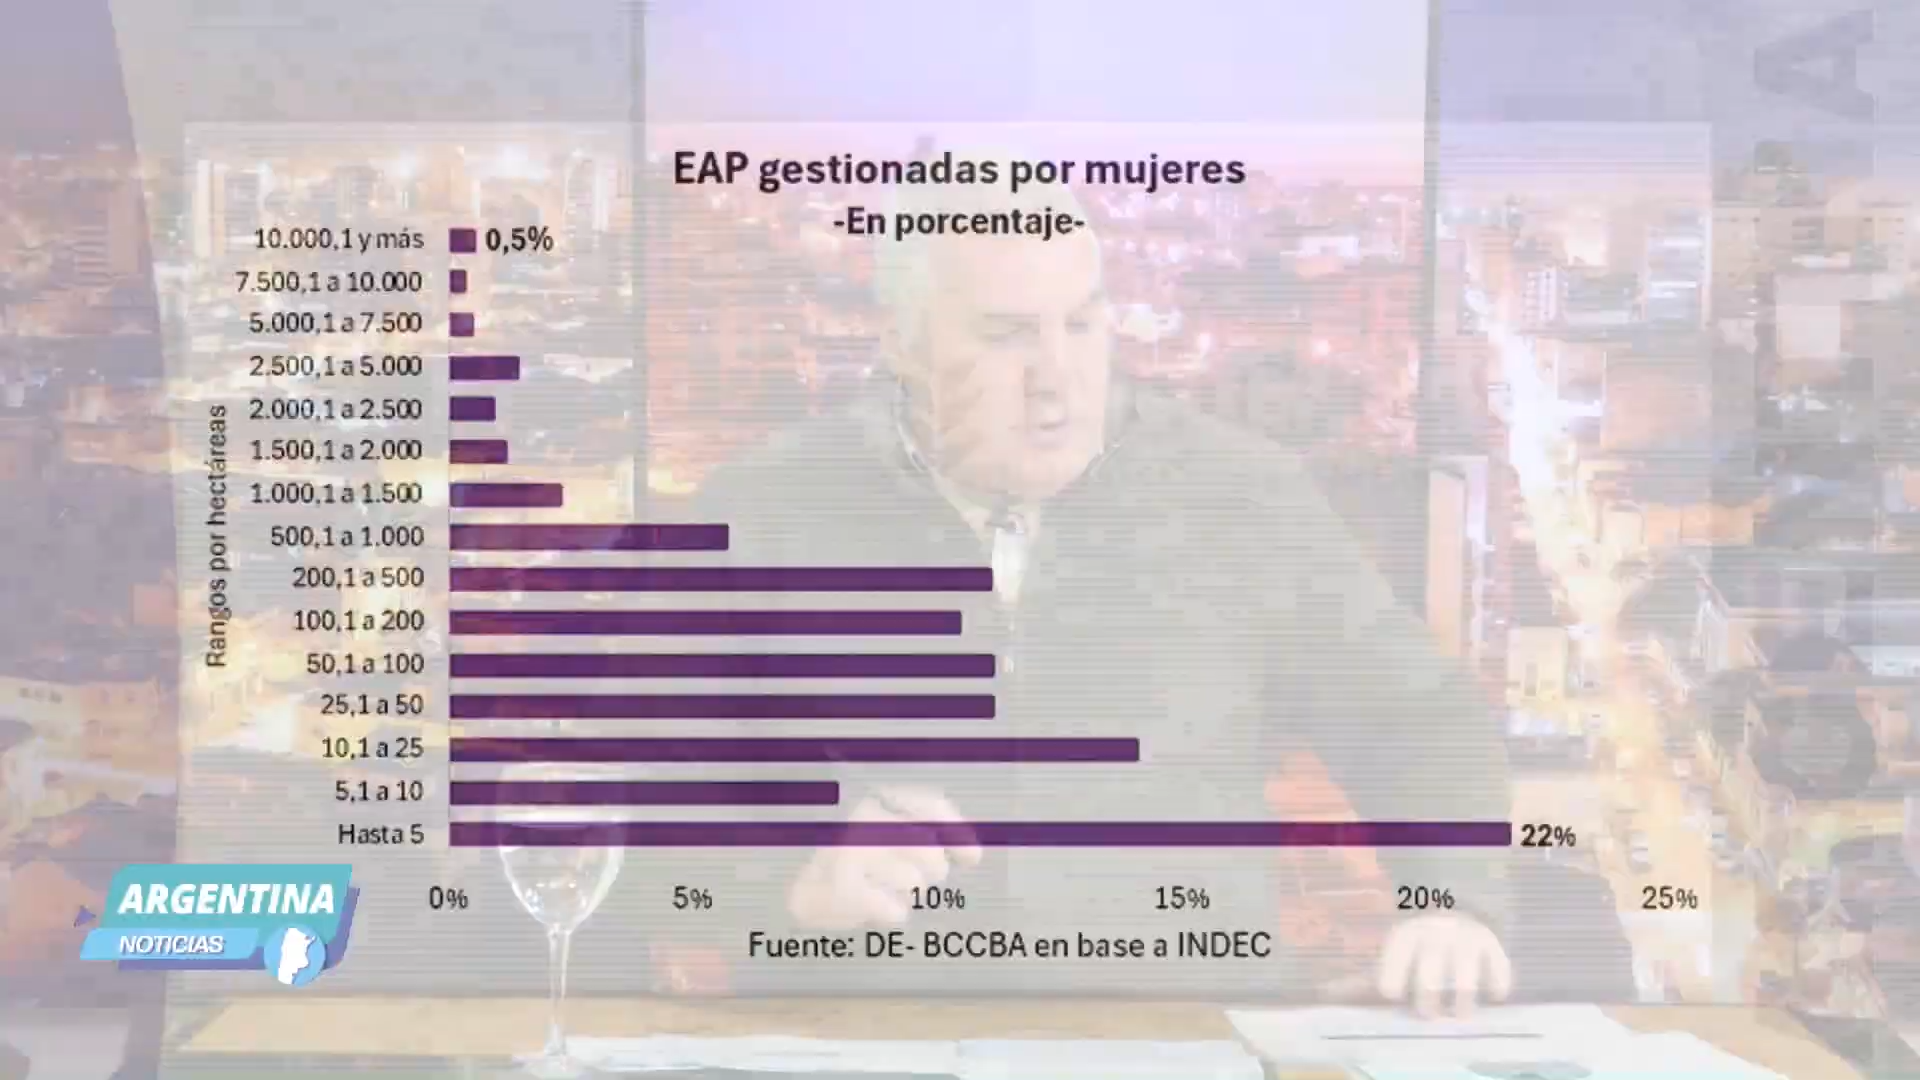 EAP gestionadas por mujeres
-En porcentaje-
Rangos por hectáreas
10.000,1 y más 0,5%
7.500,1 a 10.000
5.000,1 a 7.500
2.500,1 a 5.000
2.000,1 a 2.500
1.500,1 a 2.000
1.000,1 a 1.500
500,1 a 1.000
200,1 a 500
100,1 a 200
50,1 a 100
25,1 a 50
10,1 a 25
5,1 a 10
Hasta 5 22%
0% 5% 10% 15% 20% 25%
Fuente: DE- BCCBA en base a INDEC
ARGENTINA
NOTICIAS